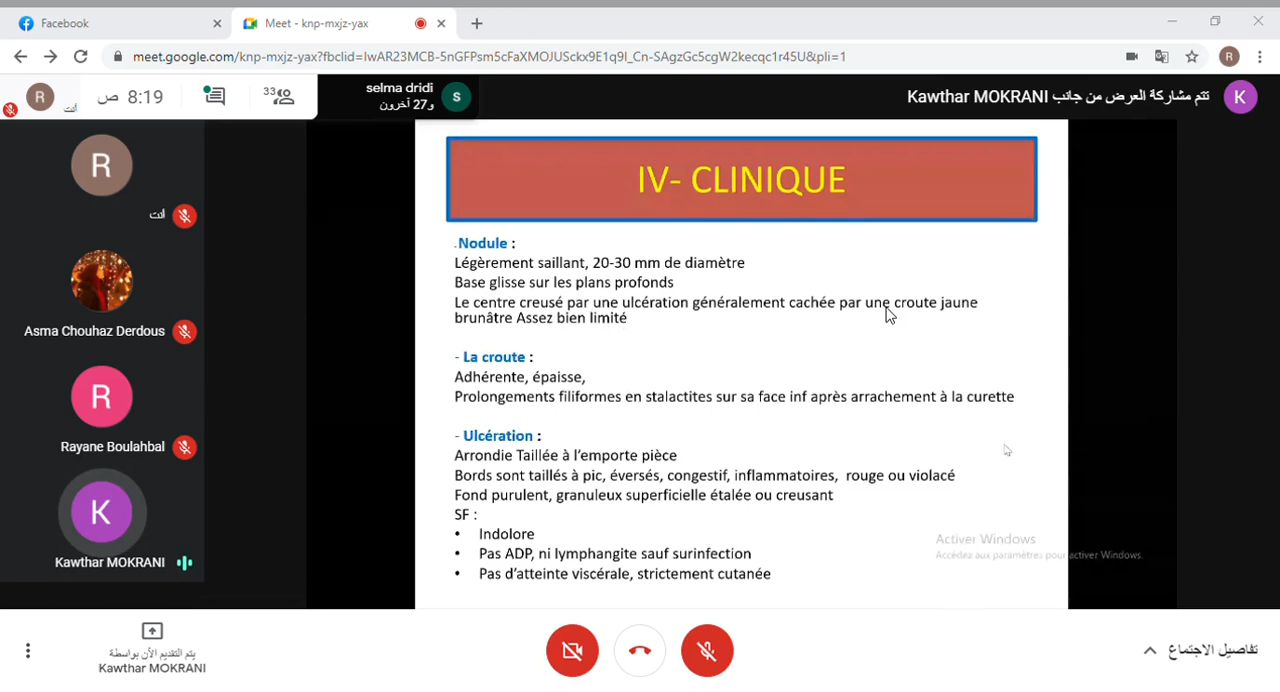 Facebook
Meet - knp-mxjz-yax
meet.google.com/knp-mxjz-yax?fbclid=IwAR23MCB-5nGFPsm5cFaXMOJUSckx9E1q9I_Cn-SAgzGc5cgW2kecqc1r45U&pli=1
R
R
أنت
8:19 ص
33
selma dridi
و27 آخرون
S
تتم مشاركة العرض من جانب Kawthar MOKRANI
K
R
أنت
Asma Chouhaz Derdous
R
Rayane Boulahbal
K
Kawthar MOKRANI
IV- CLINIQUE
.Nodule :
Légèrement saillant, 20-30 mm de diamètre
Base glisse sur les plans profonds
Le centre creusé par une ulcération généralement cachée par une croute jaune
brunâtre Assez bien limité
- La croute :
Adhérente, épaisse,
Prolongements filiformes en stalactites sur sa face inf après arrachement à la curette
- Ulcération :
Arrondie Taillée à l'emporte pièce
Bords sont taillés à pic, éversés, congestif, inflammatoires, rouge ou violacé
Fond purulent, granuleux superficielle étalée ou creusant
SF :
• Indolore
• Pas ADP, ni lymphangite sauf surinfection
• Pas d'atteinte viscérale, strictement cutanée
Activer Windows
Accédez aux paramètres pour activer Windows.
يتم التقديم الآن بواسطة
Kawthar MOKRANI
تفاصيل الاجتماع